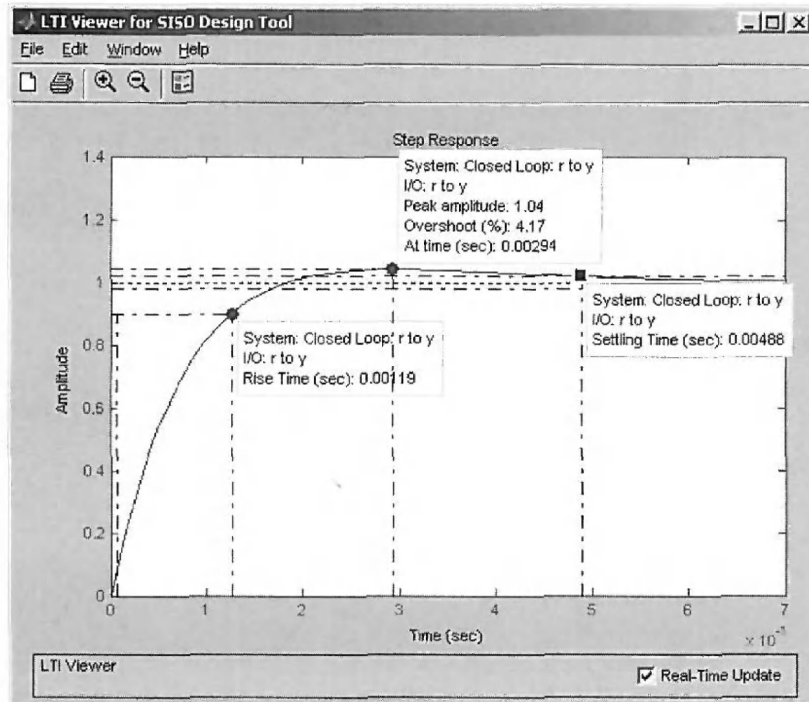 LTI Viewer for SISO Design Tool
File Edit Window Help
Step Response
System: Closed Loop: r to y
I/O: r to y
Peak amplitude: 1.04
Overshoot (%): 4.17
At time (sec): 0.00294
System: Closed Loop: r to y
I/O: r to y
Settling Time (sec): 0.00488
System: Closed Loop: r to y
I/O: r to y
Rise Time (sec): 0.00119
Amplitude
1.4
1.2
1
0.8
0.6
0.4
0.2
0
0 1 2 3 4 5 6 7
Time (sec)
LTI Viewer
Real-Time Update